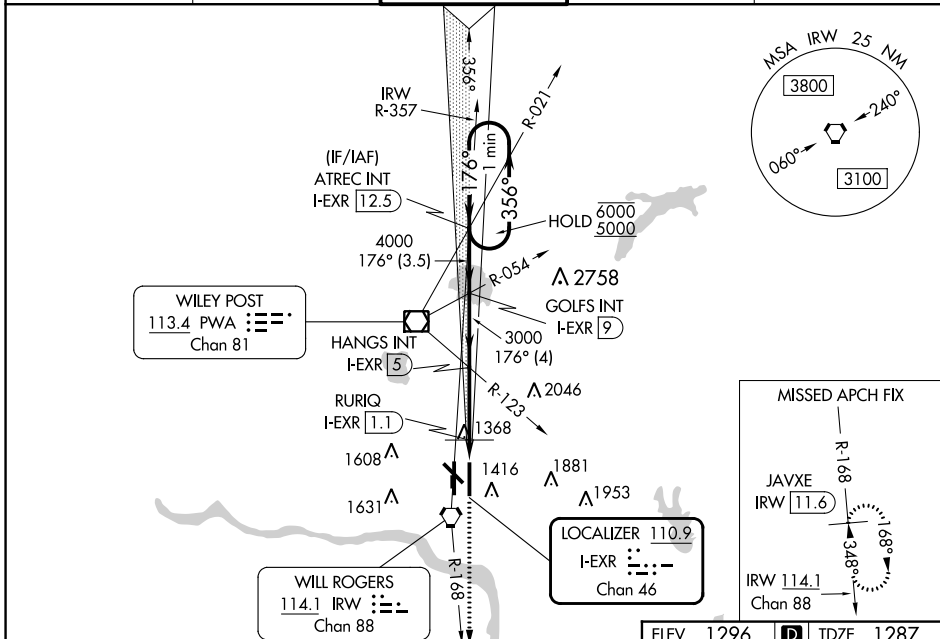 MSA IRW 25 NM
3800
240°
060°
3100
356°
IRW
R-357
R-021
(IF/IAF)
ATREC INT
I-EXR 12.5
176°
1 min
356°
HOLD 6000
5000
4000
176° (3.5)
R-054
2758
GOLFS INT
I-EXR 9
WILEY POST
113.4 PWA
Chan 81
3000
176° (4)
HANGS INT
I-EXR 5
R-123
2046
RURIQ
I-EXR 1.1
1368
1608
1416
1881
1631
1953
MISSED APCH FIX
R-168
JAVXE
IRW 11.6
168°
348°
IRW 114.1
Chan 88
LOCALIZER 110.9
I-EXR
Chan 46
WILL ROGERS
114.1 IRW
Chan 88
R-168
ELEV 1296 D TDZE 1287